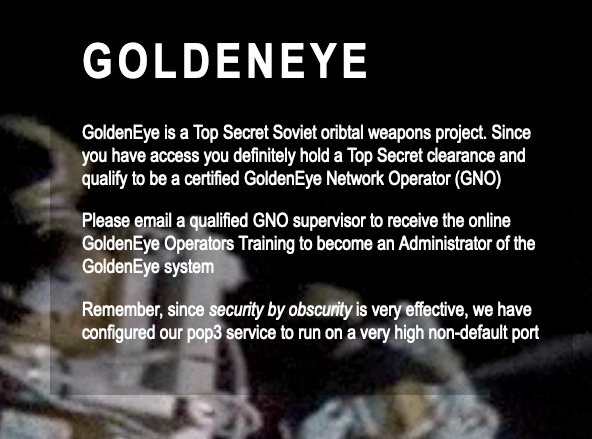 GOLDENEYE
GoldenEye is a Top Secret Soviet oribtal weapons project. Since
you have access you definitely hold a Top Secret clearance and
qualify to be a certified GoldenEye Network Operator (GNO)
Please email a qualified GNO supervisor to receive the online
GoldenEye Operators Training to become an Administrator of the
GoldenEye system
Remember, since security by obscurity is very effective, we have
configured our pop3 service to run on a very high non-default port